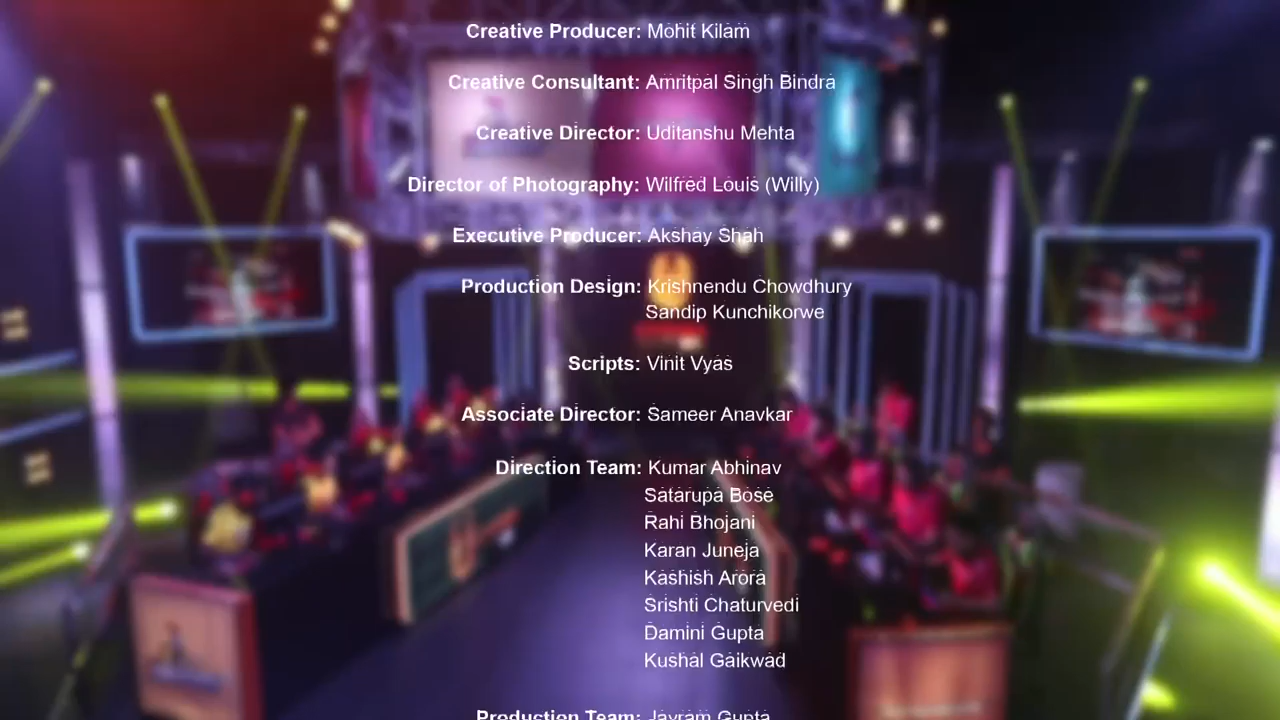 Creative Producer: Mohit Kilam
Creative Consultant: Amritpal Singh Bindra
Creative Director: Uditanshu Mehta
Director of Photography: Wilfred Louis (Willy)
Executive Producer: Akshay Shah
Production Design: Krishnendu Chowdhury
Sandip Kunchikorwe
Scripts: Vinit Vyas
Associate Director: Sameer Anavkar
Direction Team: Kumar Abhinav
Satarupa Bose
Rahi Bhojani
Karan Juneja
Kashish Arora
Srishti Chaturvedi
Damini Gupta
Kushal Gaikwad
Production Team: Jayram Gupta